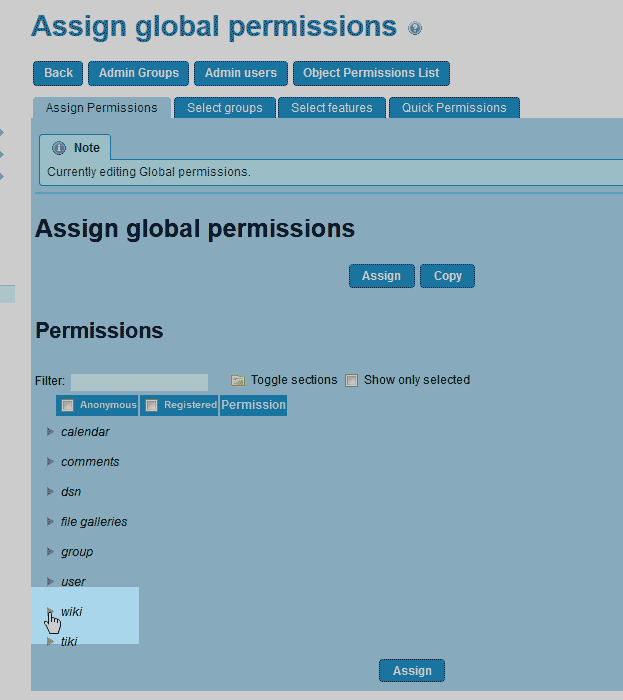 Assign global permissions
Back Admin Groups Admin users Object Permissions List
Assign Permissions Select groups Select features Quick Permissions
Note
Currently editing Global permissions.
Assign global permissions
Assign Copy
Permissions
Filter: Toggle sections Show only selected
Anonymous Registered Permission
calendar
comments
dsn
file galleries
group
user
wiki
tiki
Assign